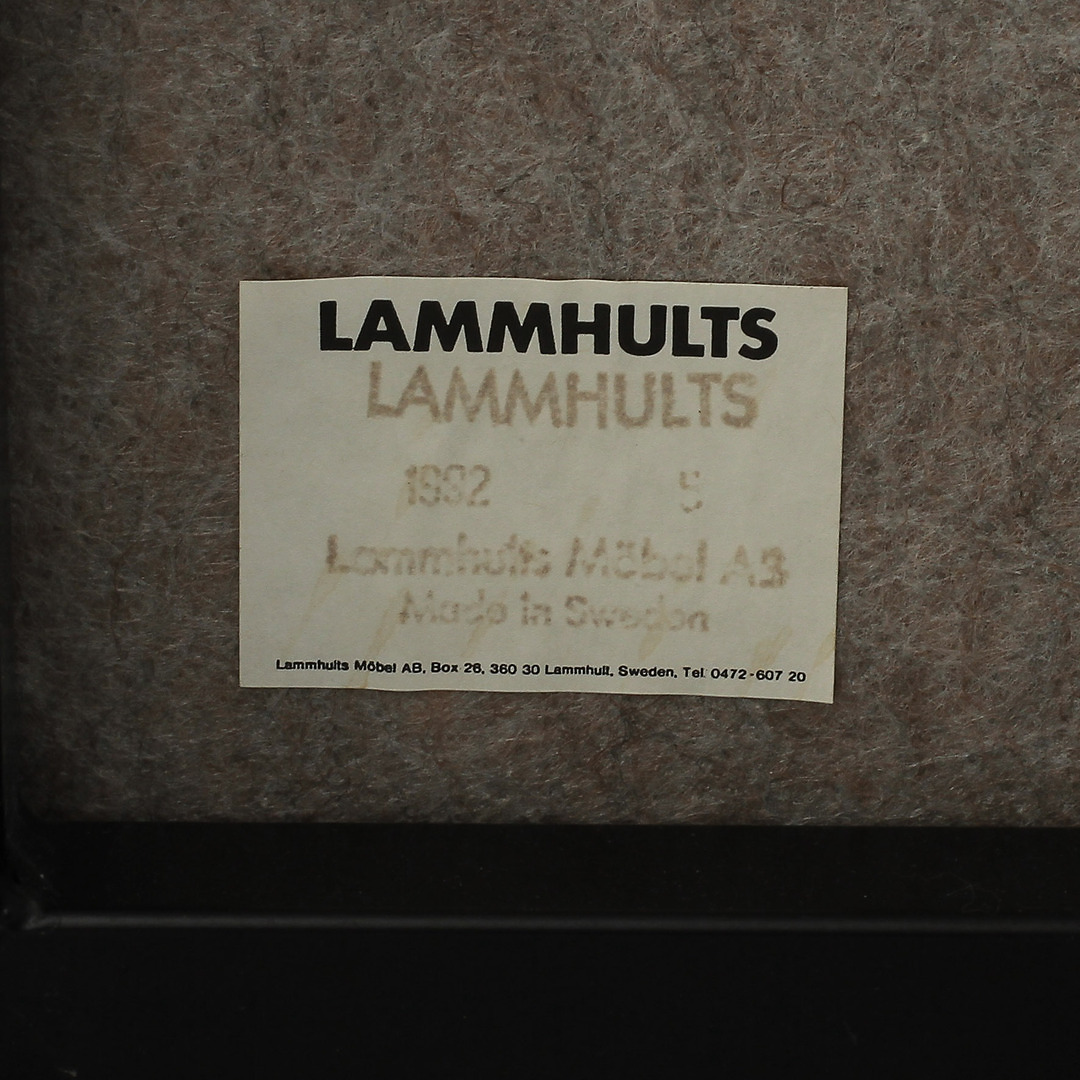 LAMMHULTS
LAMMHULTS
1992 5
Lammhults Möbel AB
Made in Sweden
Lammhults Möbel AB, Box 26, 360 30 Lammhult, Sweden, Tel. 0472-607 20